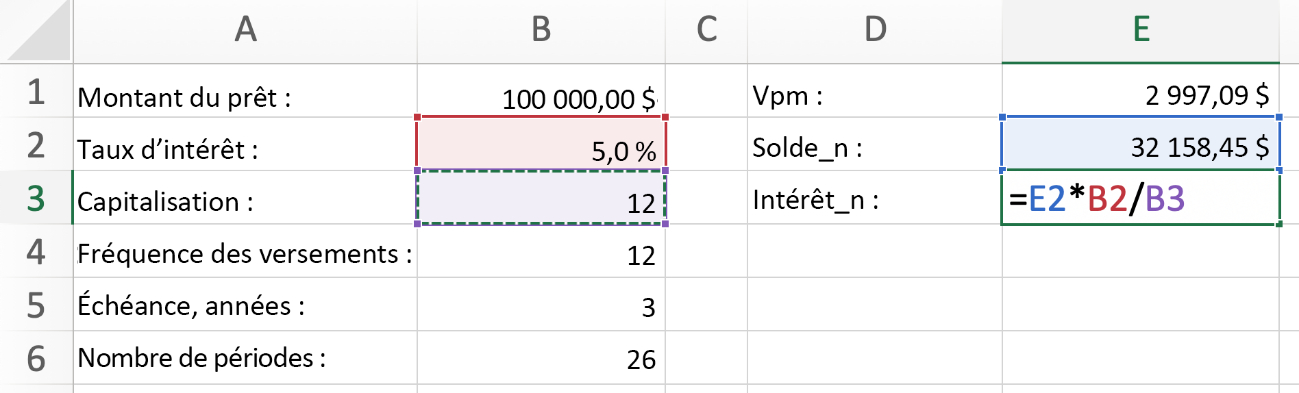 A B C D E
1 Montant du prêt : 100 000,00 $ Vpm : 2 997,09 $
2 Taux d’intérêt : 5,0 % Solde_n : 32 158,45 $
3 Capitalisation : 12 Intérêt_n : =E2*B2/B3
4 Fréquence des versements : 12
5 Échéance, années : 3
6 Nombre de périodes : 26